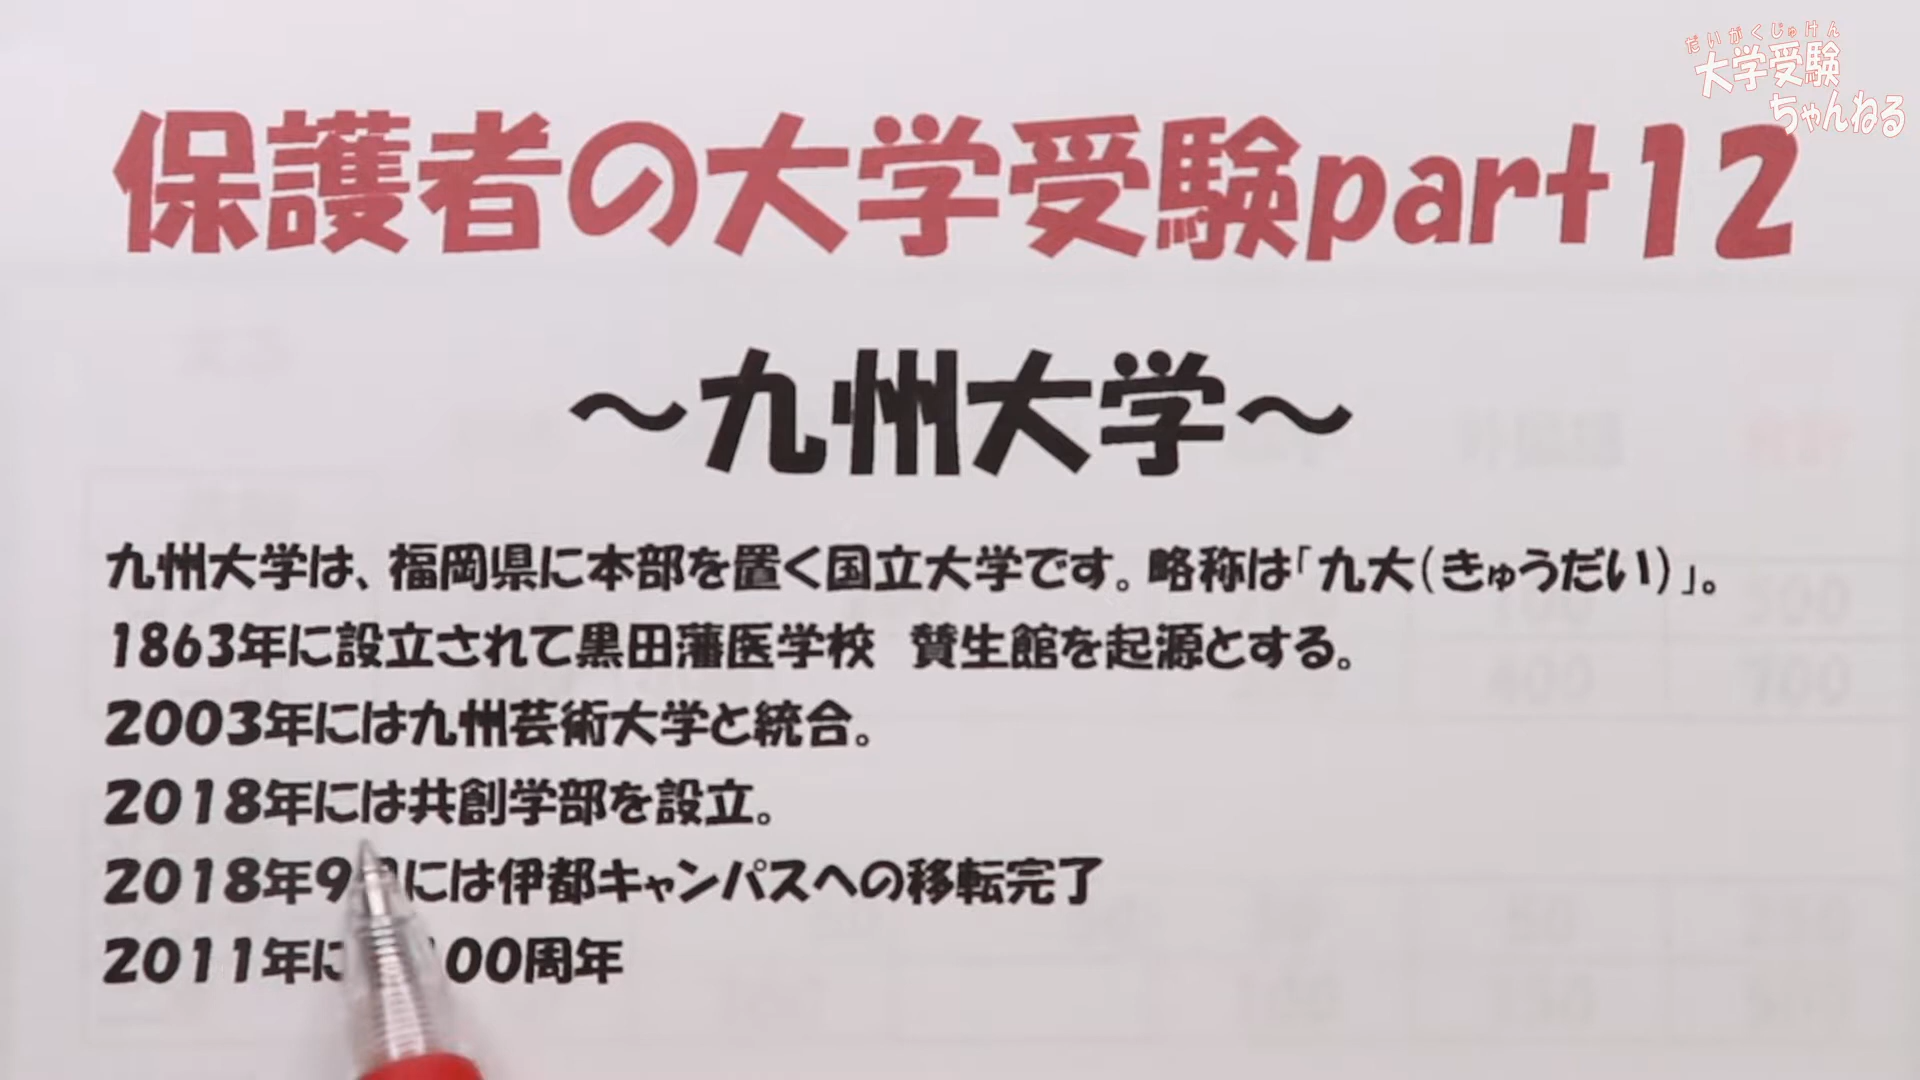 だいがくじゅけん
大学受験
ちゃんねる
保護者の大学受験part12
～九州大学～
九州大学は、福岡県に本部を置く国立大学です。略称は「九大(きゅうだい)」。
1863年に設立されて黒田藩医学校　賛生館を起源とする。
2003年には九州芸術大学と統合。
2018年には共創学部を設立。
2018年9 には伊都キャンパスへの移転完了
2011年に 00周年